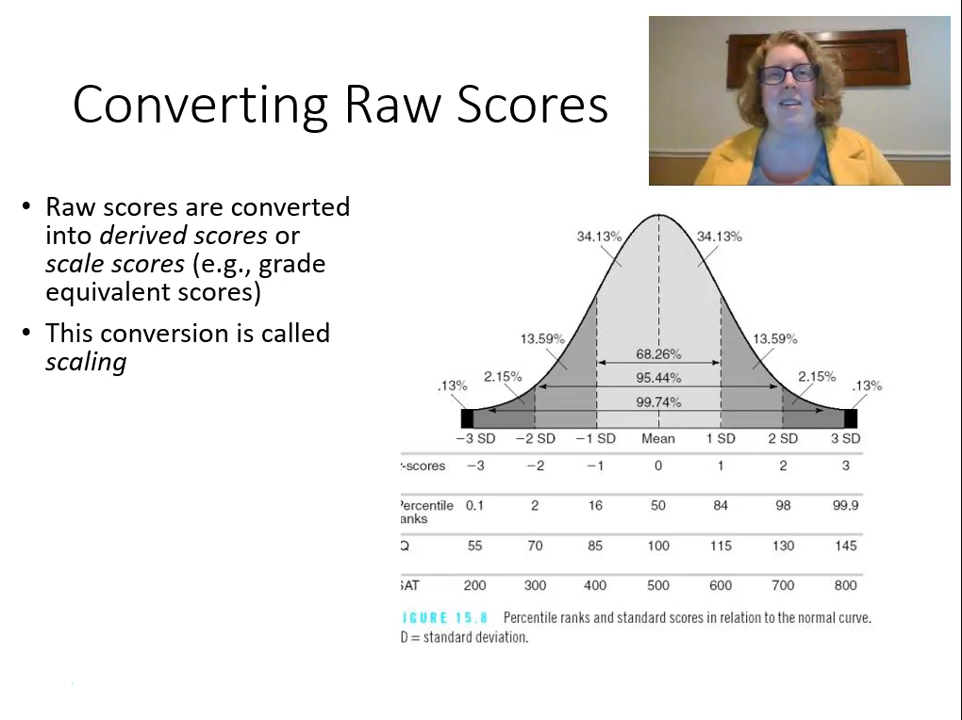 Converting Raw Scores
• Raw scores are converted
into derived scores or
scale scores (e.g., grade
equivalent scores)
• This conversion is called
scaling
34.13% 34.13%
13.59% 13.59%
68.26%
2.15% 95.44% 2.15%
.13% 99.74% .13%
−3 SD −2 SD −1 SD Mean 1 SD 2 SD 3 SD
-scores −3 −2 −1 0 1 2 3
Percentile 0.1 2 16 50 84 98 99.9
anks
Q 55 70 85 100 115 130 145
SAT 200 300 400 500 600 700 800
IGURE 15.8 Percentile ranks and standard scores in relation to the normal curve.
D = standard deviation.